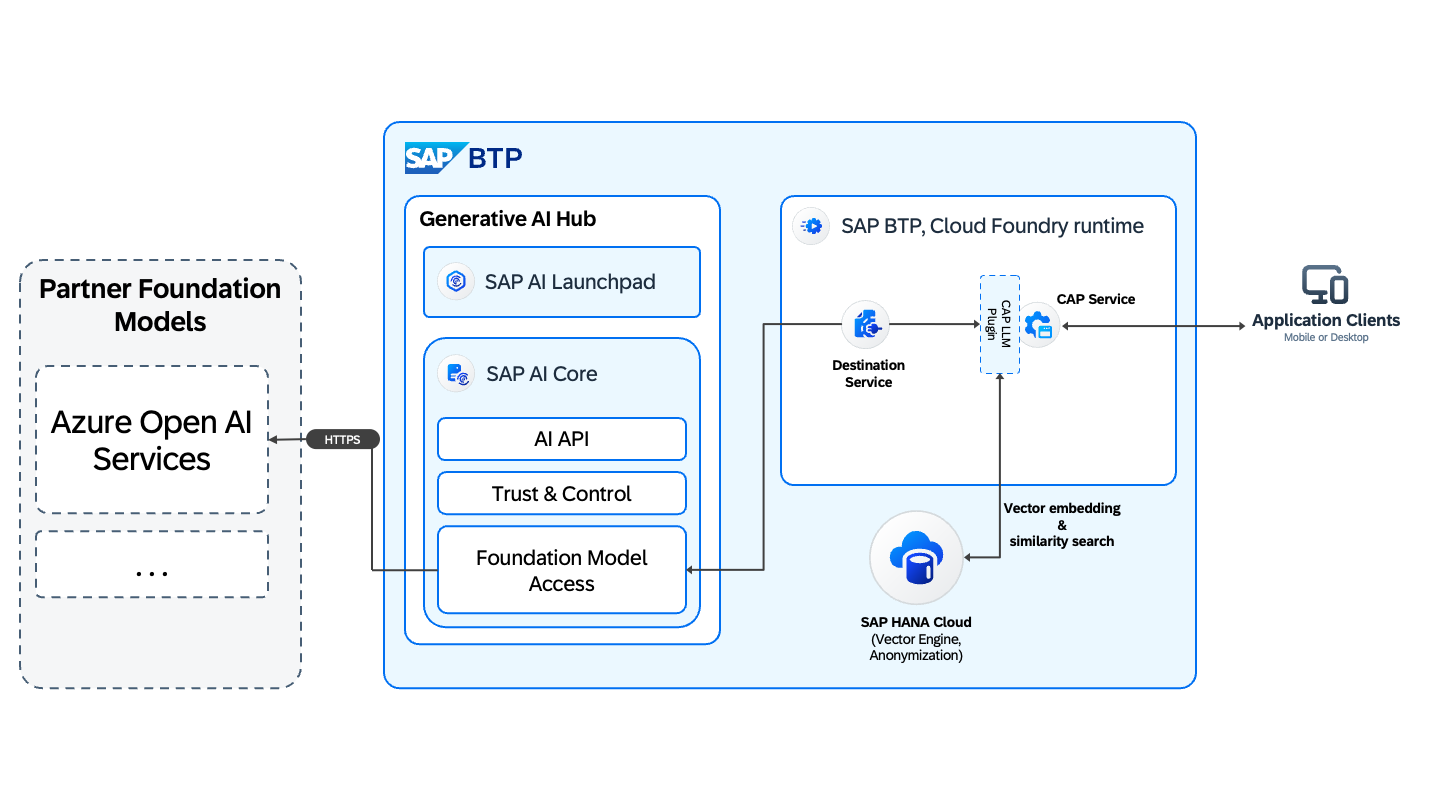 SAP BTP
Generative AI Hub
SAP AI Launchpad
SAP AI Core
AI API
Trust & Control
Foundation Model
Access
Partner Foundation
Models
Azure Open AI
Services
...
HTTPS
SAP BTP, Cloud Foundry runtime
Destination
Service
CAP LLM
Plugin
CAP Service
Vector embedding
&
similarity search
SAP HANA Cloud
(Vector Engine,
Anonymization)
Application Clients
Mobile or Desktop